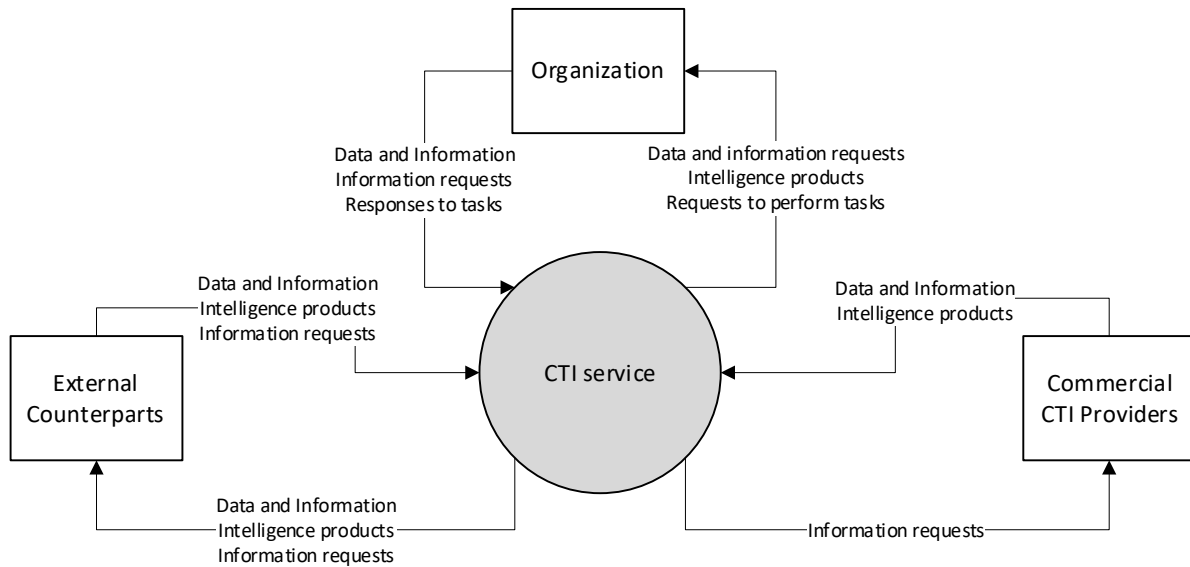 Organization
Data and Information
Information requests
Responses to tasks
Data and information requests
Intelligence products
Requests to perform tasks
Data and Information
Intelligence products
Information requests
Data and Information
Intelligence products
External
Counterparts
CTI service
Commercial
CTI Providers
Data and Information
Intelligence products
Information requests
Information requests